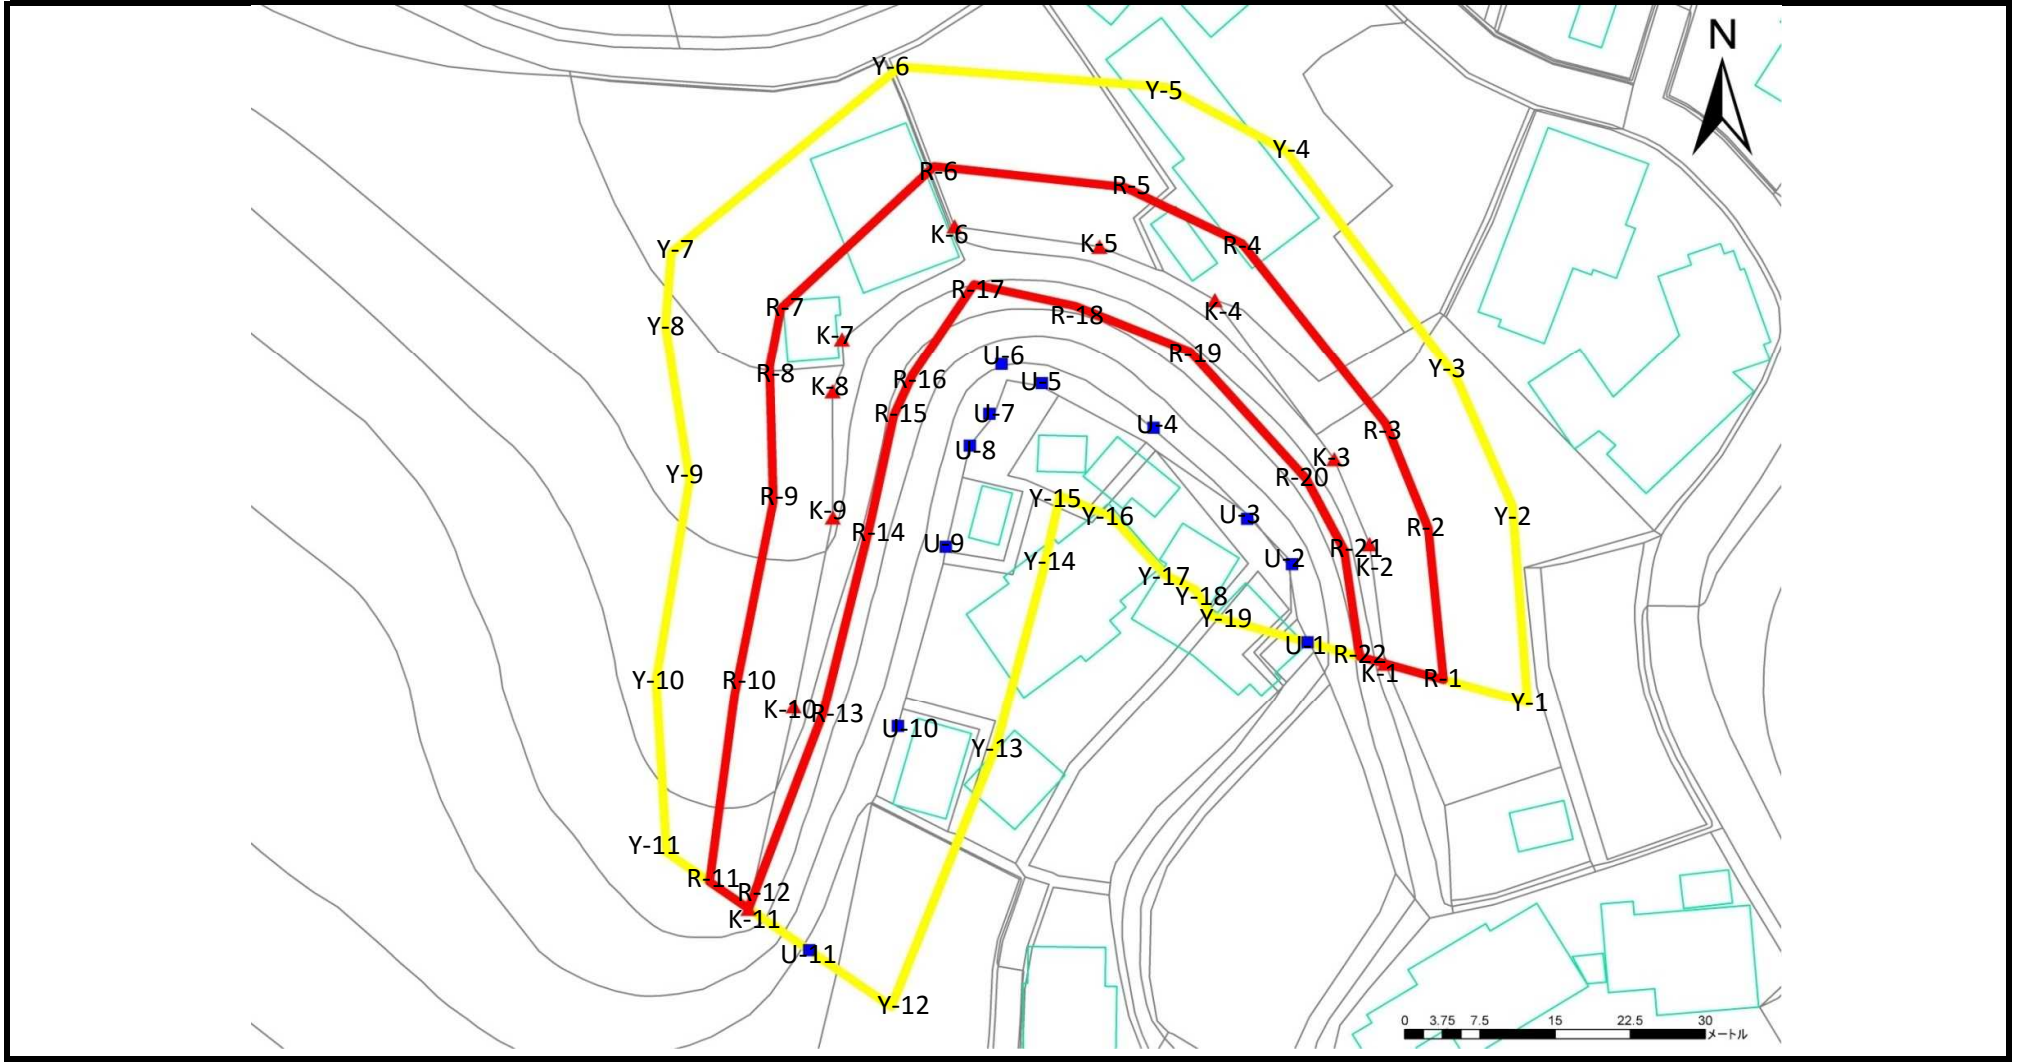 N
Y-6
Y-5
Y-4
R-6
R-5
K-6
K-5
R-4
Y-7
R-17
R-7
R-18
K-4
Y-8
K-7
R-19
U-6
Y-3
R-8
R-16
U-5
K-8
R-15
U-7
U-4
R-3
U-8
K-3
Y-9
R-20
R-9
Y-15
K-9
Y-16
U-3
Y-2
R-14
R-2
U-9
R-21
Y-14
U-2
K-2
Y-17
Y-18
Y-19
U-1
R-22
K-1
Y-10
R-10
R-1
Y-1
K-10
R-13
U-10
Y-13
Y-11
R-11
R-12
K-11
U-11
Y-12
0 3.75 7.5 15 22.5 30
メートル